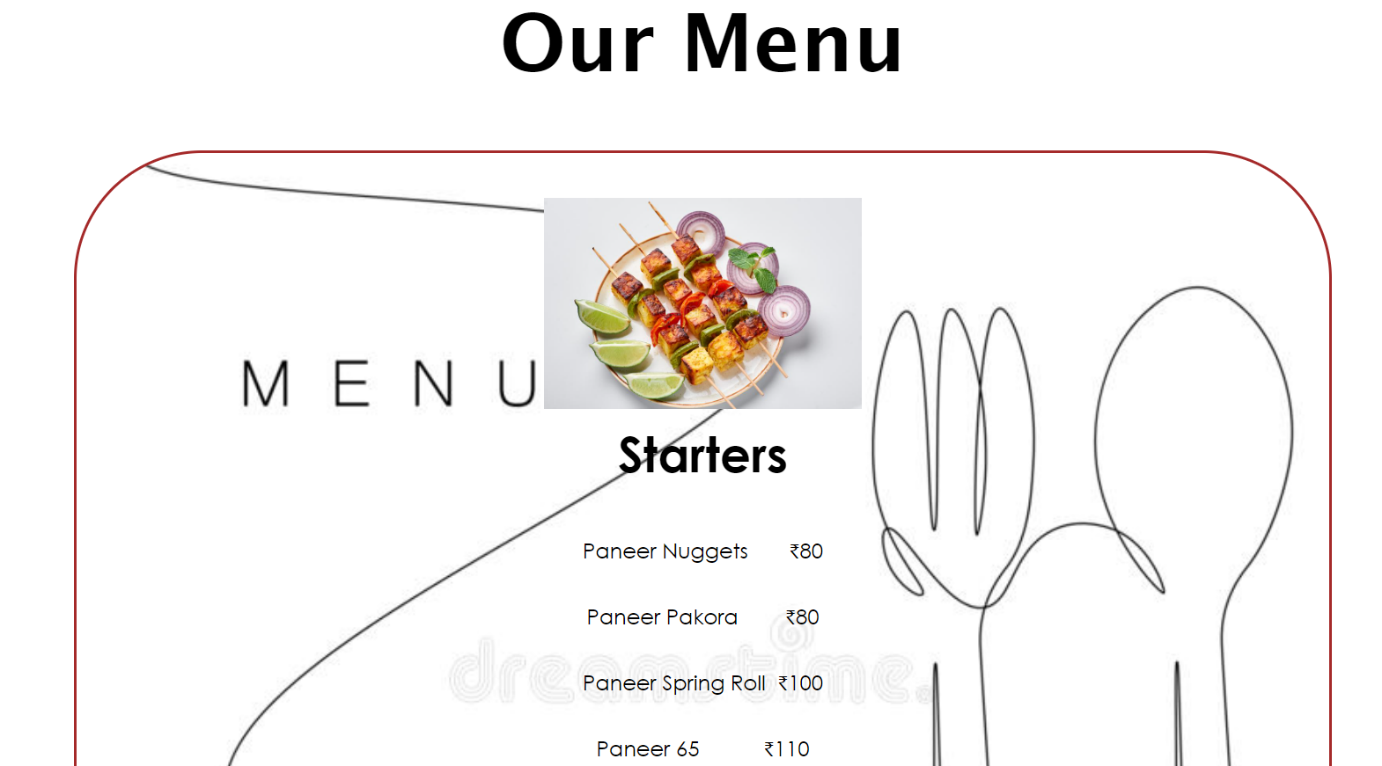 Our Menu
MENU
Starters
Paneer Nuggets ₹80
Paneer Pakora ₹80
dreamstime.
Paneer Spring Roll ₹100
Paneer 65 ₹110